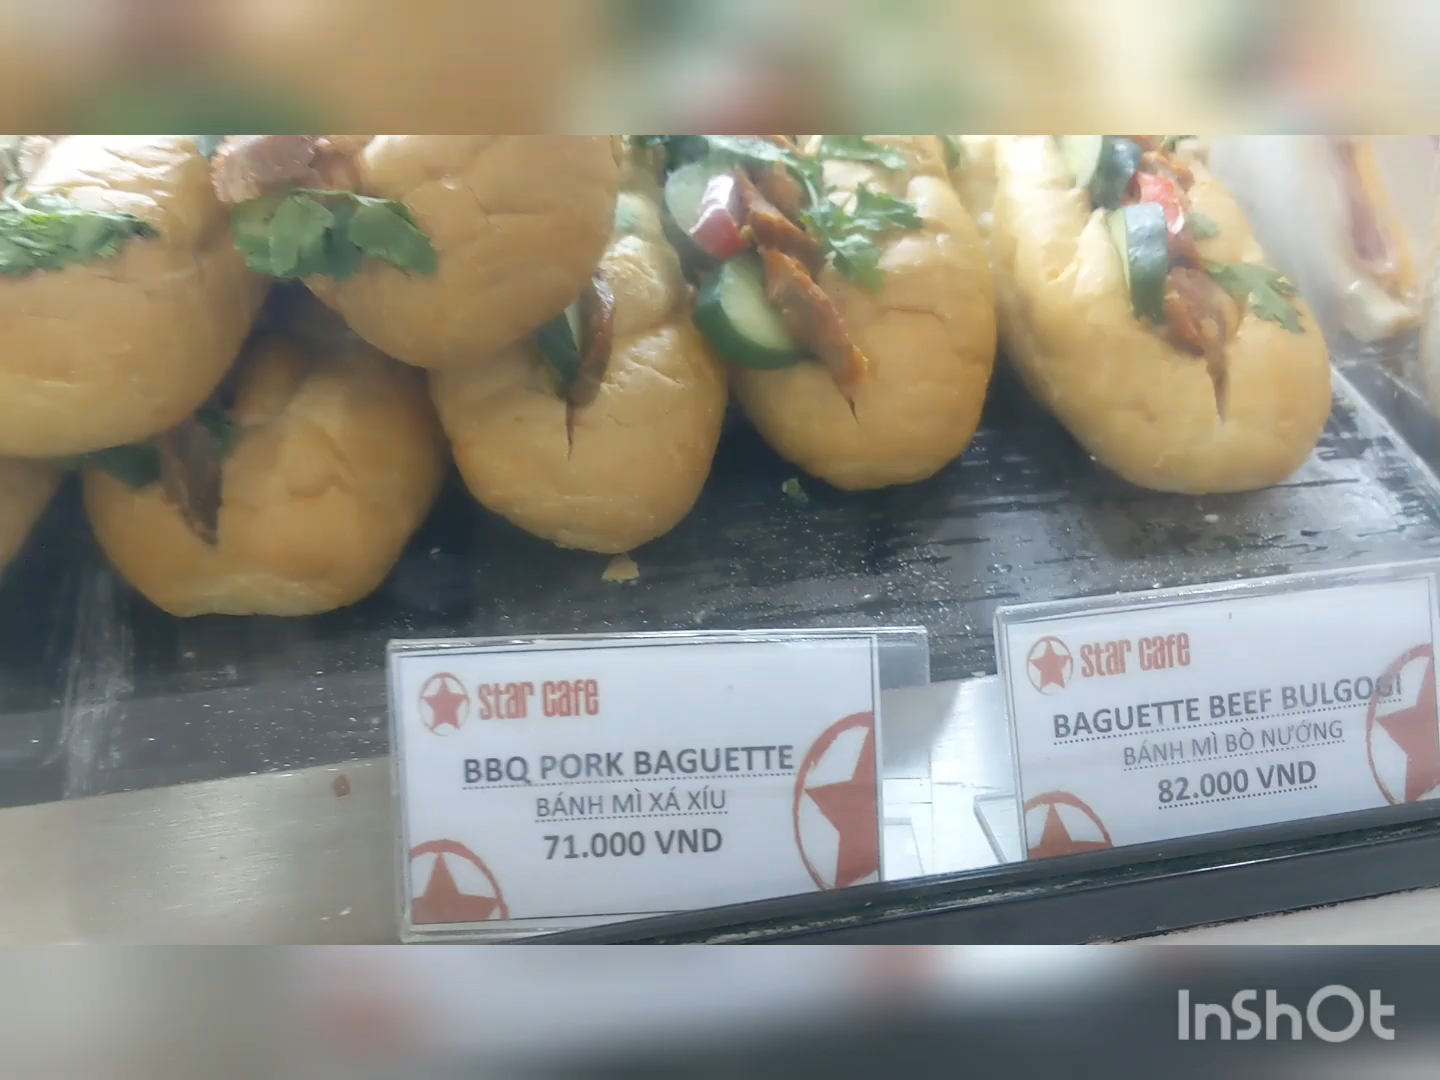 star cafe
BBQ PORK BAGUETTE
BÁNH MÌ XÁ XÍU
71.000 VND
star cafe
BAGUETTE BEEF BULGOGI
BÁNH MÌ BÒ NƯỚNG
82.000 VND
InShOt